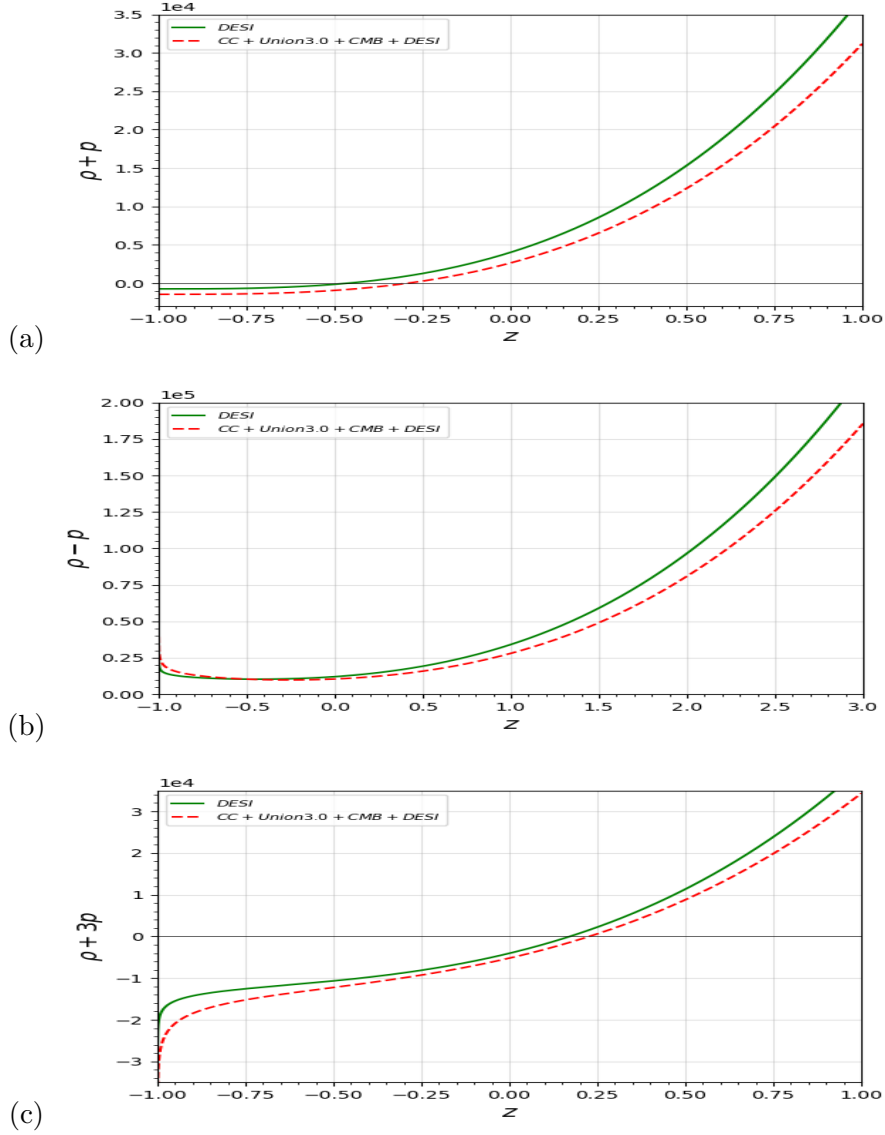 1e4
3.5
DESI
CC + Union3.0 + CMB + DESI
3.0
2.5
2.0
1.5
1.0
0.5
0.0
ρ + p
−1.00 −0.75 −0.50 −0.25 0.00 0.25 0.50 0.75 1.00
z
(a)
1e5
2.00
DESI
CC + Union3.0 + CMB + DESI
1.75
1.50
1.25
1.00
0.75
0.50
0.25
0.00
ρ − p
−1.0 −0.5 0.0 0.5 1.0 1.5 2.0 2.5 3.0
z
(b)
1e4
DESI
CC + Union3.0 + CMB + DESI
3
2
1
0
−1
−2
−3
ρ + 3p
−1.00 −0.75 −0.50 −0.25 0.00 0.25 0.50 0.75 1.00
z
(c)